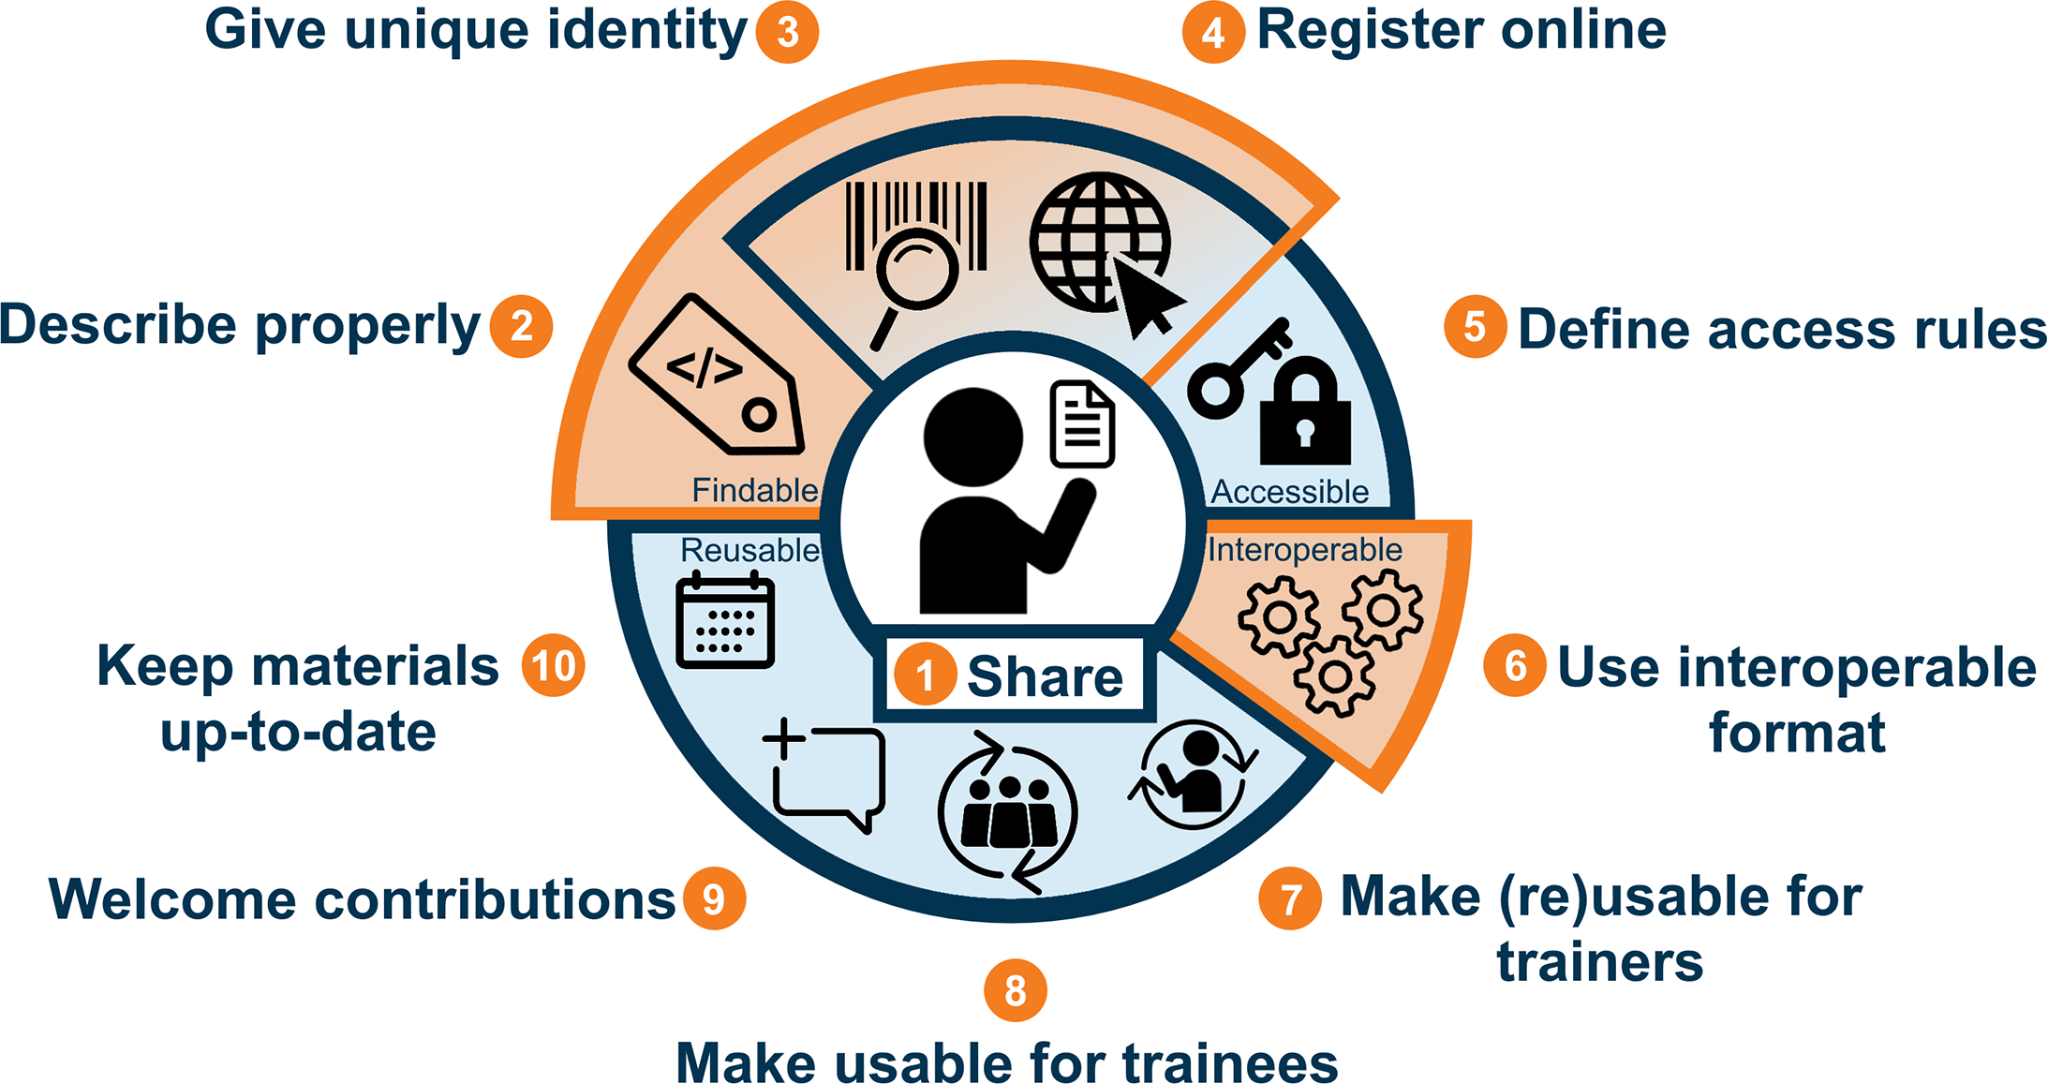 Give unique identity 3
4 Register online
Describe properly 2
5 Define access rules
</>
Findable
Accessible
Reusable
Interoperable
Keep materials 10
up-to-date
1 Share
6 Use interoperable
format
Welcome contributions 9
7 Make (re)usable for
trainers
8
Make usable for trainees